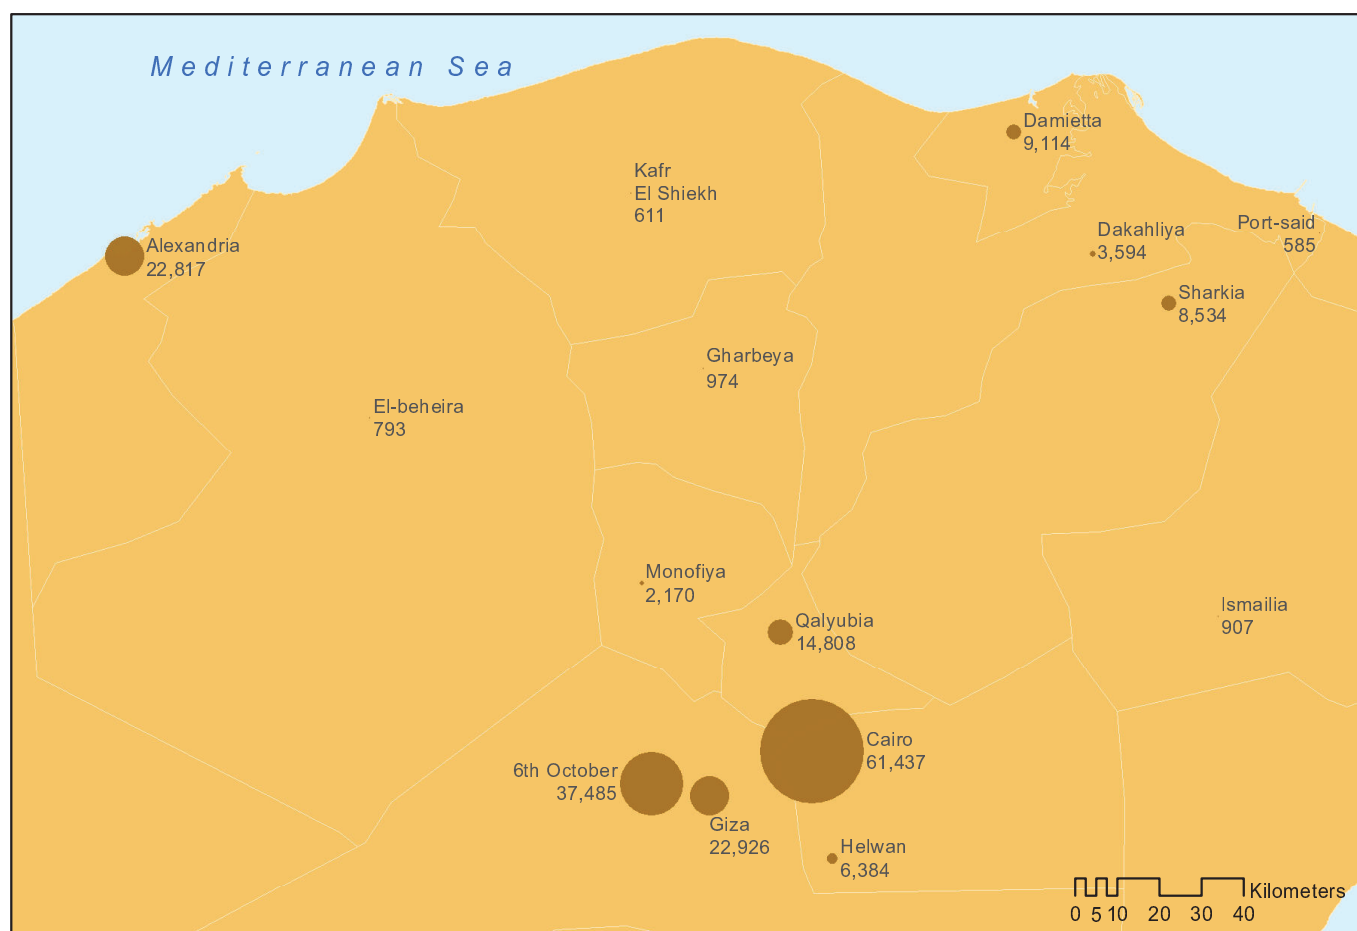 Mediterranean Sea
Damietta
9,114
Kafr
El Shiekh
611
Port-said
585
Dakahliya
3,594
Alexandria
22,817
Sharkia
8,534
Gharbeya
974
El-beheira
793
Monofiya
2,170
Ismailia
907
Qalyubia
14,808
Cairo
61,437
6th October
37,485
Giza
22,926
Helwan
6,384
Kilometers
0 5 10 20 30 40